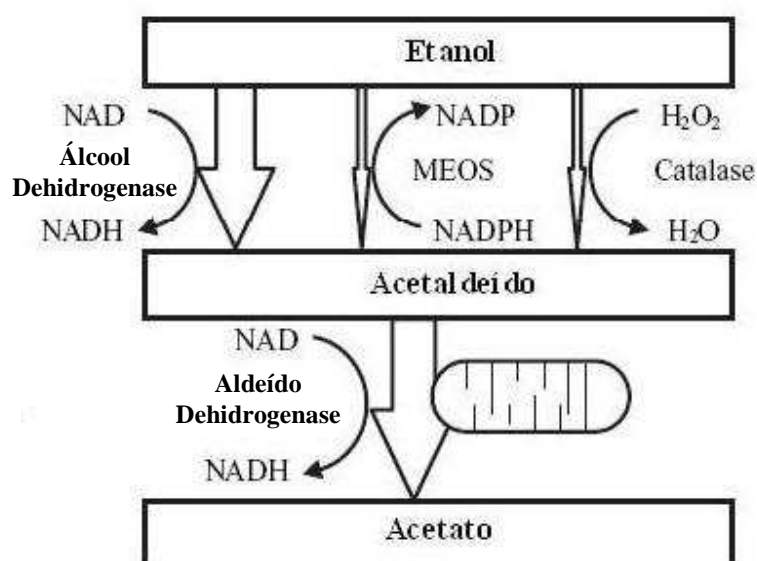 Etanol
NAD
Álcool
Dehidrogenase
NADH
NADP
MEOS
NADPH
H₂O₂
Catalase
H₂O
Acetaldeído
NAD
Aldeído
Dehidrogenase
NADH
Acetato